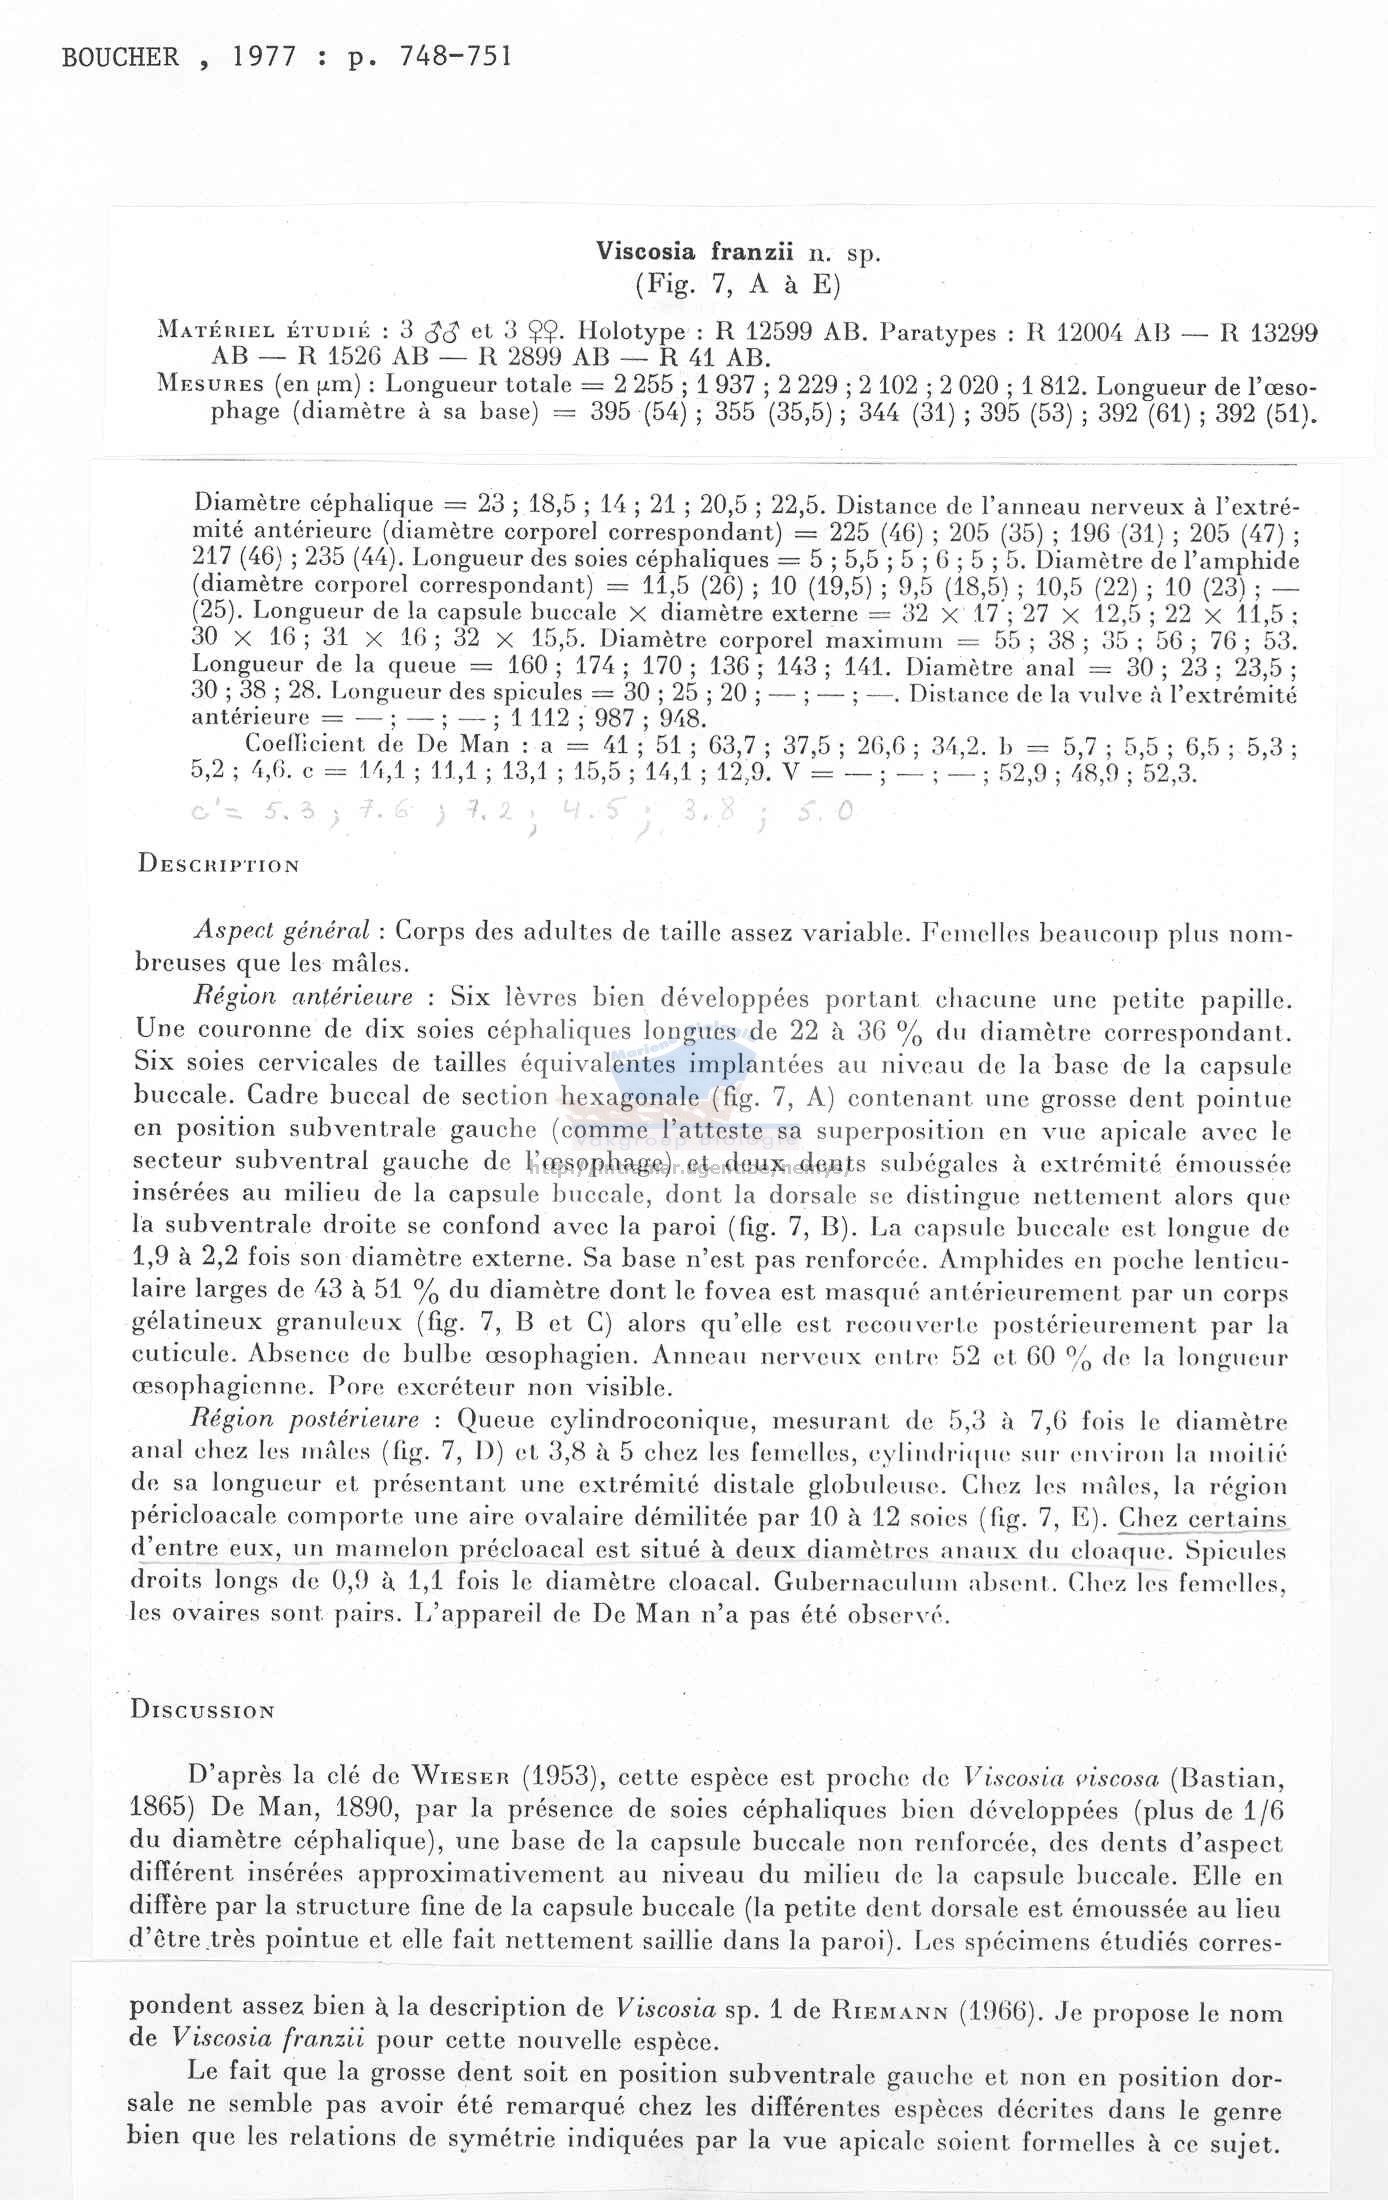 BOUCHER , 1977 : p. 748-751
Viscosia franzii n. sp.
(Fig. 7, A à E)
MATÉRIEL ÉTUDIÉ : 3 ♂♂ et 3 ♀♀. Holotype : R 12599 AB. Paratypes : R 12004 AB — R 13299
AB — R 1526 AB — R 2899 AB — R 41 AB.
MESURES (en µm) : Longueur totale = 2 255 ; 1 937 ; 2 229 ; 2 102 ; 2 020 ; 1 812. Longueur de l'œso-
phage (diamètre à sa base) = 395 (54) ; 355 (35,5) ; 344 (31) ; 395 (53) ; 392 (61) ; 392 (51).
Diamètre céphalique = 23 ; 18,5 ; 14 ; 21 ; 20,5 ; 22,5. Distance de l'anneau nerveux à l'extré-
mité antérieure (diamètre corporel correspondant) = 225 (46) ; 205 (35) ; 196 (31) ; 205 (47) ;
217 (46) ; 235 (44). Longueur des soies céphaliques = 5 ; 5,5 ; 5 ; 6 ; 5 ; 5. Diamètre de l'amphide
(diamètre corporel correspondant) = 11,5 (26) ; 10 (19,5) ; 9,5 (18,5) ; 10,5 (22) ; 10 (23) ; —
(25). Longueur de la capsule buccale × diamètre externe = 32 × 17 ; 27 × 12,5 ; 22 × 11,5 ;
30 × 16 ; 31 × 16 ; 32 × 15,5. Diamètre corporel maximum = 55 ; 38 ; 35 ; 56 ; 76 ; 53.
Longueur de la queue = 160 ; 174 ; 170 ; 136 ; 143 ; 141. Diamètre anal = 30 ; 23 ; 23,5 ;
30 ; 38 ; 28. Longueur des spicules = 30 ; 25 ; 20 ; — ; — ; —. Distance de la vulve à l'extrémité
antérieure = — ; — ; — ; 1 112 ; 987 ; 948.
Coefficient de De Man : a = 41 ; 51 ; 63,7 ; 37,5 ; 26,6 ; 34,2. b = 5,7 ; 5,5 ; 6,5 ; 5,3 ;
5,2 ; 4,6. c = 14,1 ; 11,1 ; 13,1 ; 15,5 ; 14,1 ; 12,9. V = — ; — ; — ; 52,9 ; 48,9 ; 52,3.
c' = 5.3 ; 7.6 ; 7.2 ; 4.5 ; 3.8 ; 5.0
DESCRIPTION
Aspect général : Corps des adultes de taille assez variable. Femelles beaucoup plus nom-
breuses que les mâles.
Région antérieure : Six lèvres bien développées portant chacune une petite papille.
Une couronne de dix soies céphaliques longues de 22 à 36 % du diamètre correspondant.
Six soies cervicales de tailles équivalentes implantées au niveau de la base de la capsule
buccale. Cadre buccal de section hexagonale (fig. 7, A) contenant une grosse dent pointue
en position subventrale gauche (comme l'atteste sa superposition en vue apicale avec le
secteur subventral gauche de l'œsophage) et deux dents subégales à extrémité émoussée
insérées au milieu de la capsule buccale, dont la dorsale se distingue nettement alors que
la subventrale droite se confond avec la paroi (fig. 7, B). La capsule buccale est longue de
1,9 à 2,2 fois son diamètre externe. Sa base n'est pas renforcée. Amphides en poche lenticu-
laire larges de 43 à 51 % du diamètre dont le fovea est masqué antérieurement par un corps
gélatineux granuleux (fig. 7, B et C) alors qu'elle est recouverte postérieurement par la
cuticule. Absence de bulbe œsophagien. Anneau nerveux entre 52 et 60 % de la longueur
œsophagienne. Pore excréteur non visible.
Région postérieure : Queue cylindroconique, mesurant de 5,3 à 7,6 fois le diamètre
anal chez les mâles (fig. 7, D) et 3,8 à 5 chez les femelles, cylindrique sur environ la moitié
de sa longueur et présentant une extrémité distale globuleuse. Chez les mâles, la région
péricloacale comporte une aire ovalaire démilitée par 10 à 12 soies (fig. 7, E). Chez certains
d'entre eux, un mamelon précloacal est situé à deux diamètres anaux du cloaque. Spicules
droits longs de 0,9 à 1,1 fois le diamètre cloacal. Gubernaculum absent. Chez les femelles,
les ovaires sont pairs. L'appareil de De Man n'a pas été observé.
DISCUSSION
D'après la clé de WIESER (1953), cette espèce est proche de Viscosia viscosa (Bastian,
1865) De Man, 1890, par la présence de soies céphaliques bien développées (plus de 1/6
du diamètre céphalique), une base de la capsule buccale non renforcée, des dents d'aspect
différent insérées approximativement au niveau du milieu de la capsule buccale. Elle en
diffère par la structure fine de la capsule buccale (la petite dent dorsale est émoussée au lieu
d'être très pointue et elle fait nettement saillie dans la paroi). Les spécimens étudiés corres-
pondent assez bien à la description de Viscosia sp. 1 de RIEMANN (1966). Je propose le nom
de Viscosia franzii pour cette nouvelle espèce.
Le fait que la grosse dent soit en position subventrale gauche et non en position dor-
sale ne semble pas avoir été remarqué chez les différentes espèces décrites dans le genre
bien que les relations de symétrie indiquées par la vue apicale soient formelles à ce sujet.